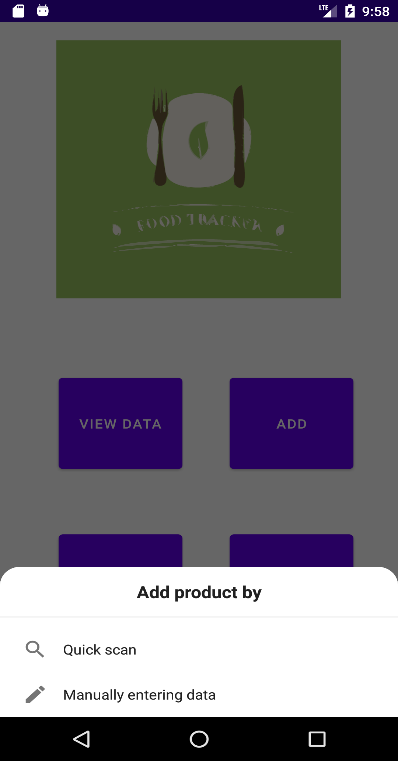 LTE
9:58
FOOD TRACKER
VIEW DATA
ADD
Add product by
Quick scan
Manually entering data